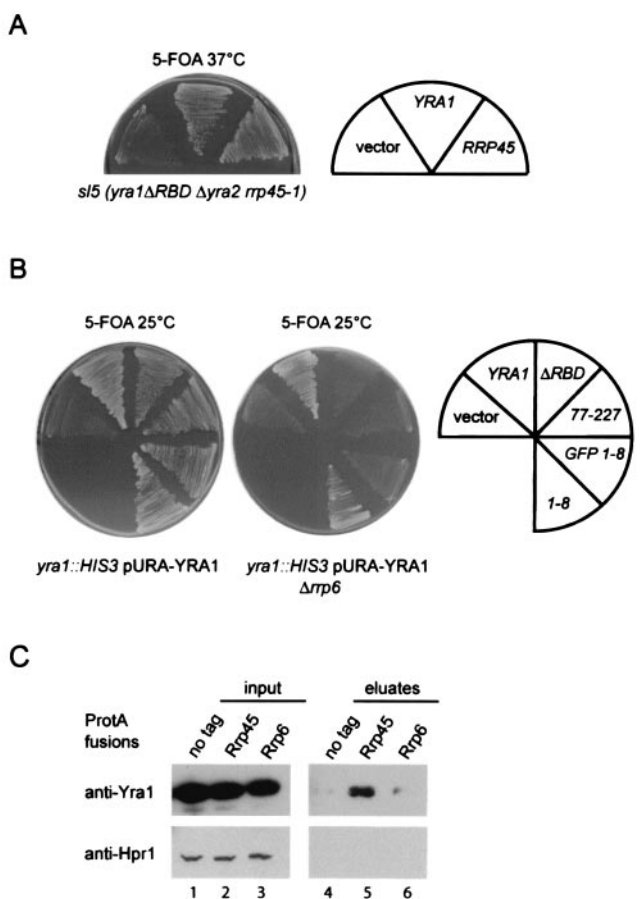 A
5-FOA 37°C
YRA1
vector
RRP45
sl5 (yra1ΔRBD Δyra2 rrp45-1)
B
5-FOA 25°C
5-FOA 25°C
YRA1
ΔRBD
vector
77-227
GFP 1-8
1-8
yra1::HIS3 pURA-YRA1
yra1::HIS3 pURA-YRA1
Δrrp6
C
input
eluates
ProtA
fusions
no tag
Rrp45
Rrp6
no tag
Rrp45
Rrp6
anti-Yra1
anti-Hpr1
1 2 3 4 5 6